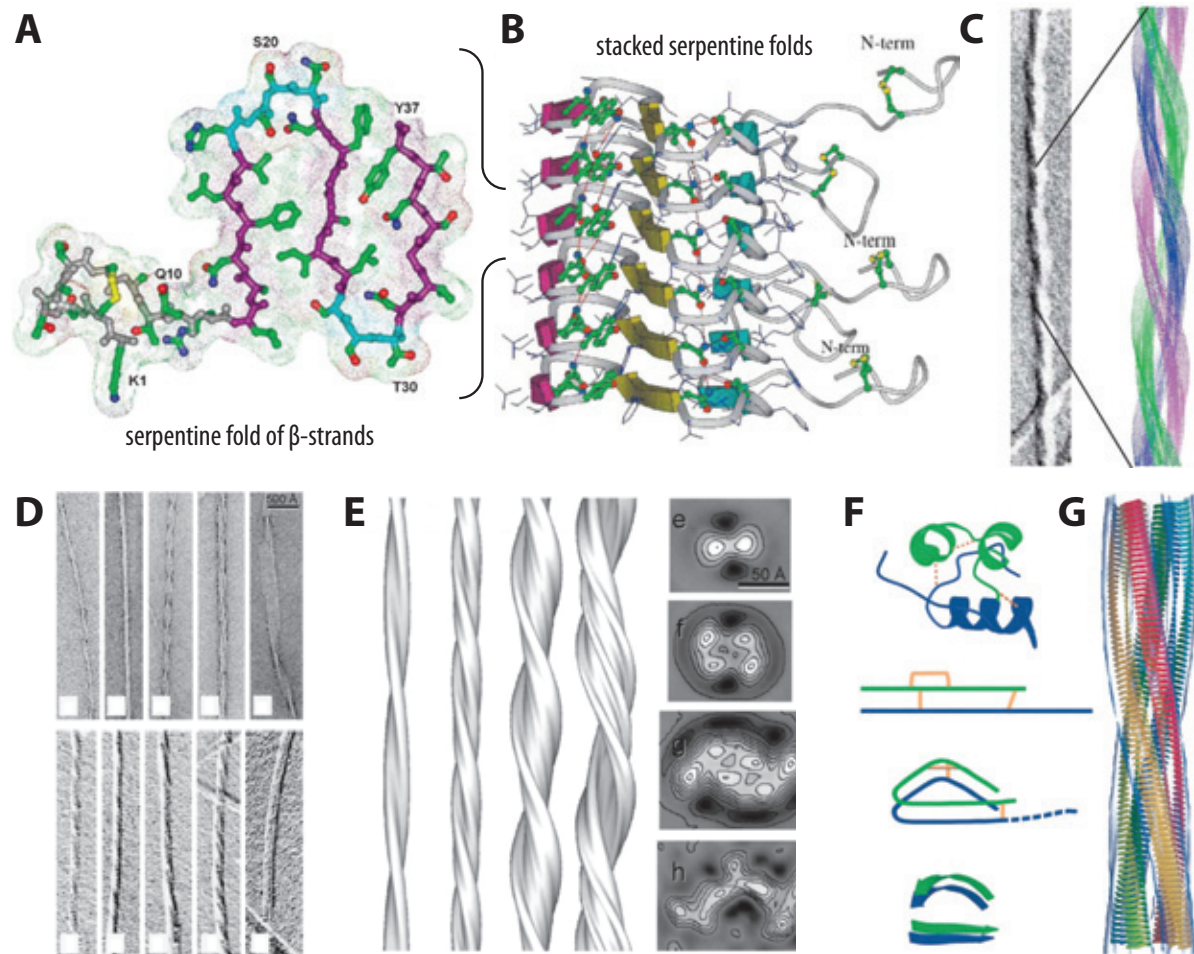 A
S20
Y37
Q10
K1
T30
serpentine fold of β-strands
B
stacked serpentine folds
N-term
N-term
N-term
C
D
500 Å
E
e
50 Å
f
g
h
F
G